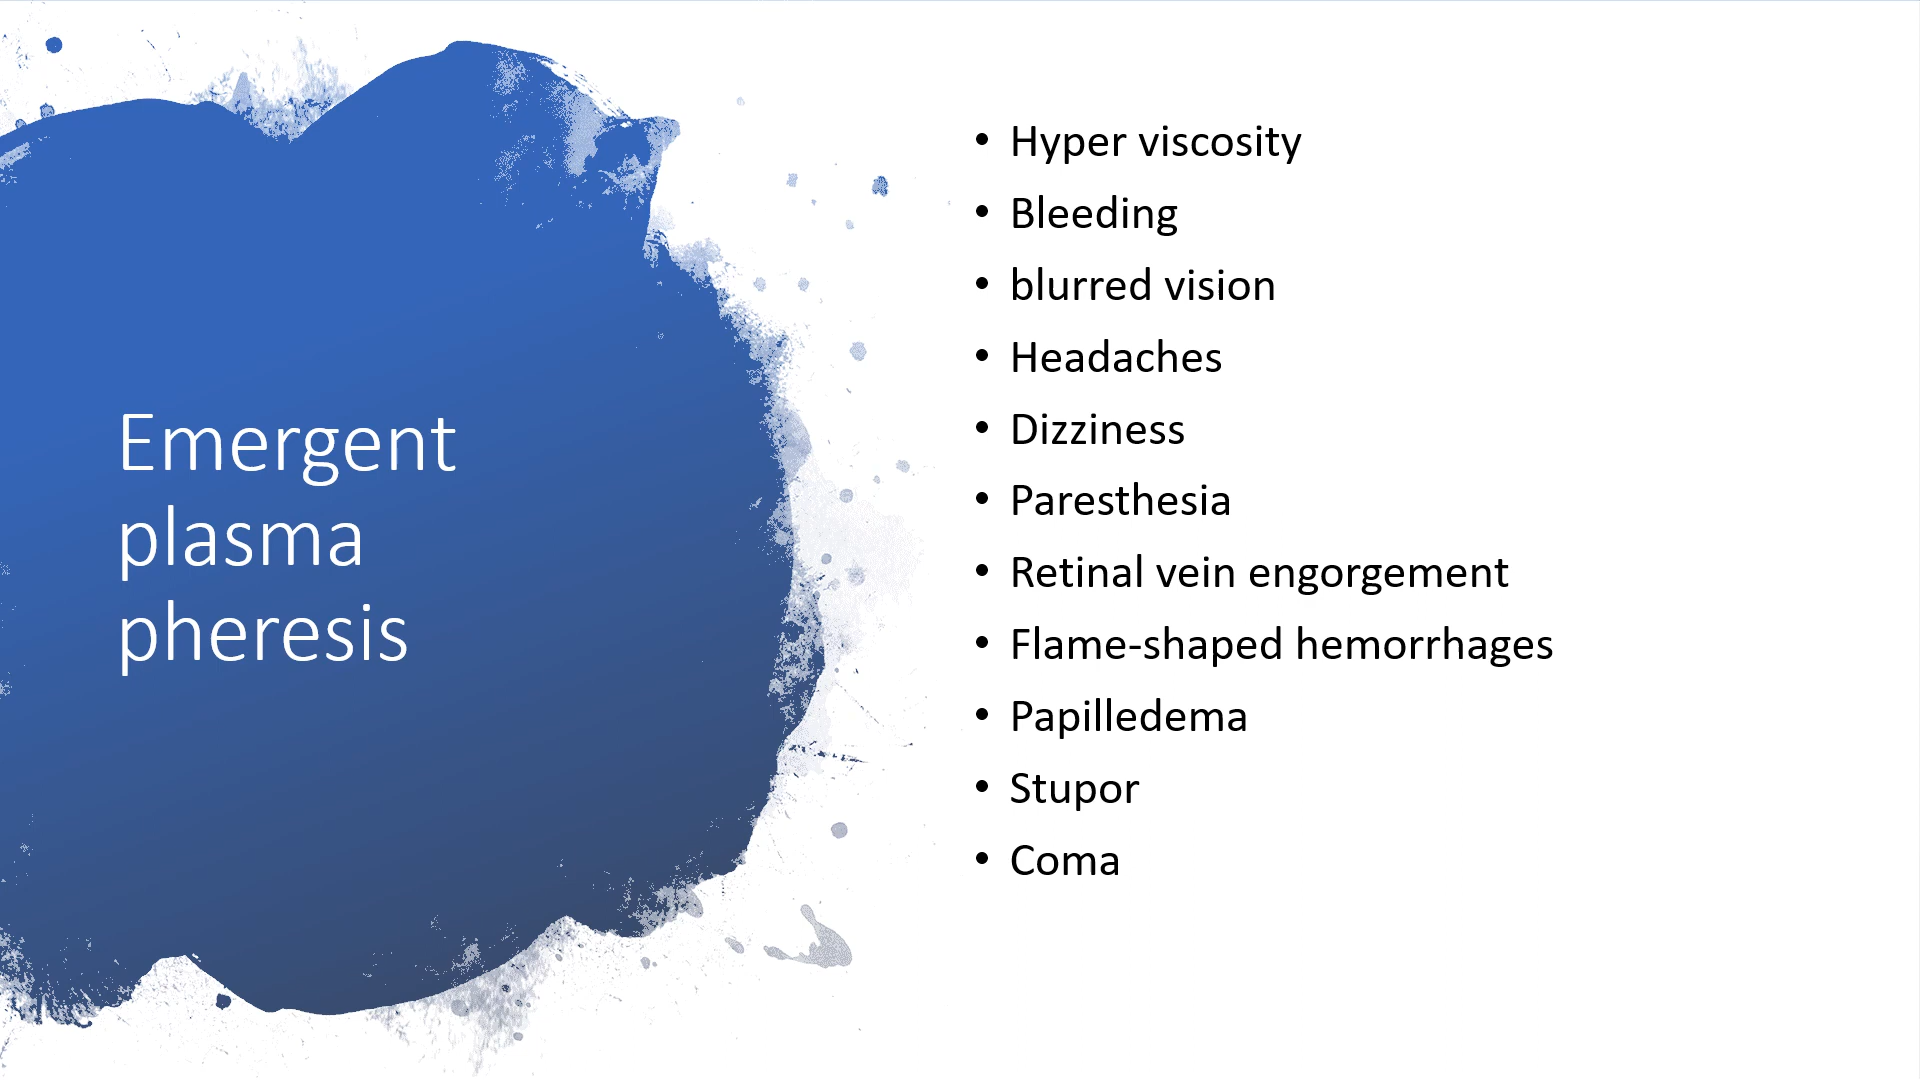 Emergent
plasma
pheresis
• Hyper viscosity
• Bleeding
• blurred vision
• Headaches
• Dizziness
• Paresthesia
• Retinal vein engorgement
• Flame-shaped hemorrhages
• Papilledema
• Stupor
• Coma